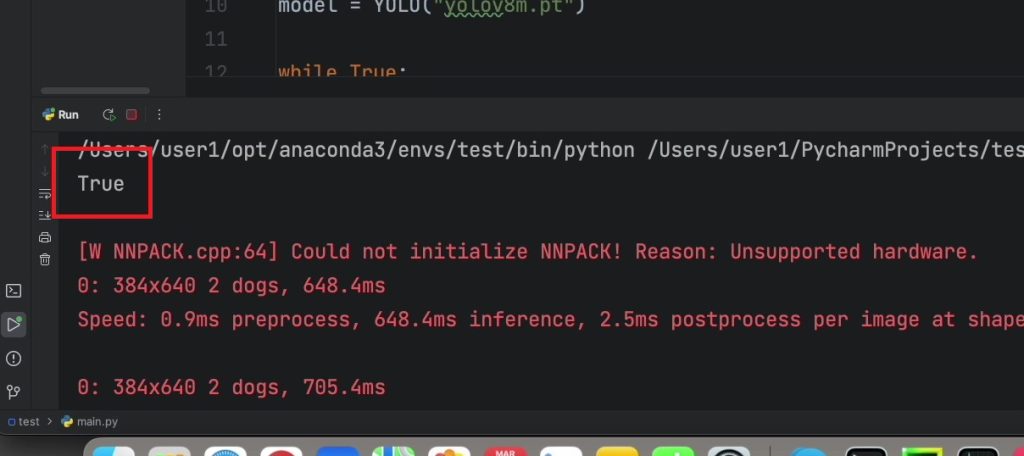 10 model = YOLO("yolov8m.pt")
11
12 while True:
Run
/Users/user1/opt/anaconda3/envs/test/bin/python /Users/user1/PycharmProjects/tes
True
[W NNPACK.cpp:64] Could not initialize NNPACK! Reason: Unsupported hardware.
0: 384x640 2 dogs, 648.4ms
Speed: 0.9ms preprocess, 648.4ms inference, 2.5ms postprocess per image at shape
0: 384x640 2 dogs, 705.4ms
test > main.py
MAR